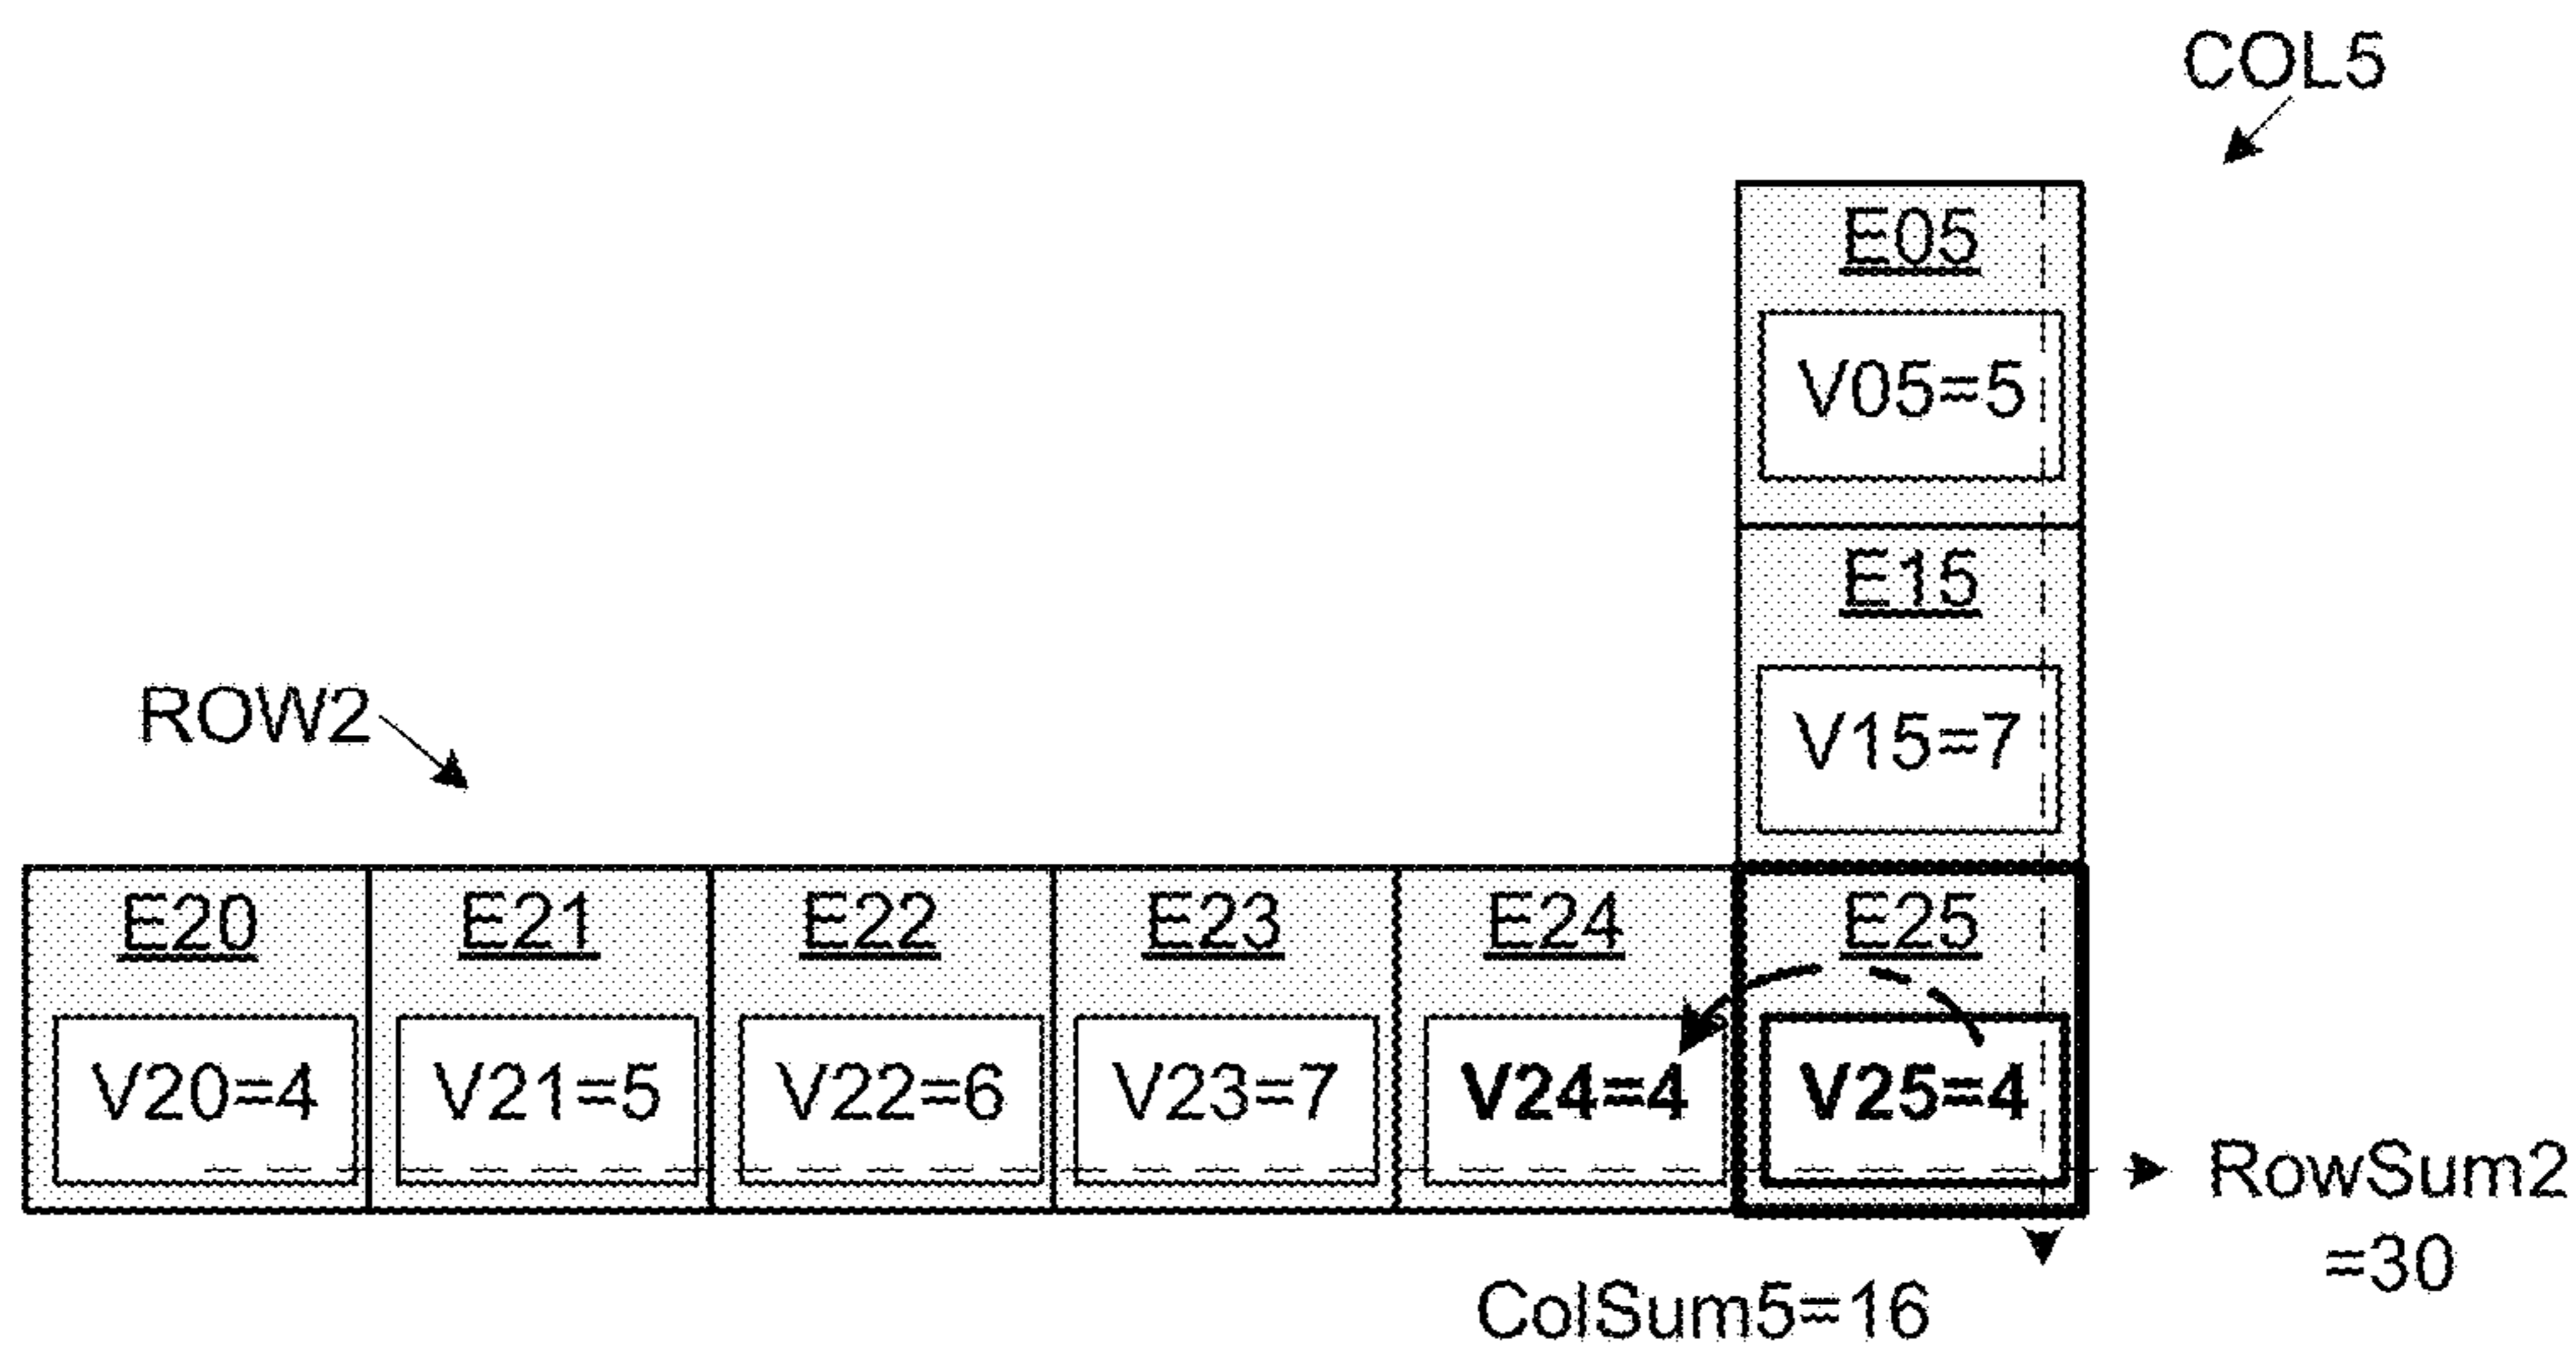 COL5
E05
V05=5
E15
V15=7
ROW2
E20 E21 E22 E23 E24 E25
V20=4 V21=5 V22=6 V23=7 V24=4 V25=4
RowSum2
=30
ColSum5=16